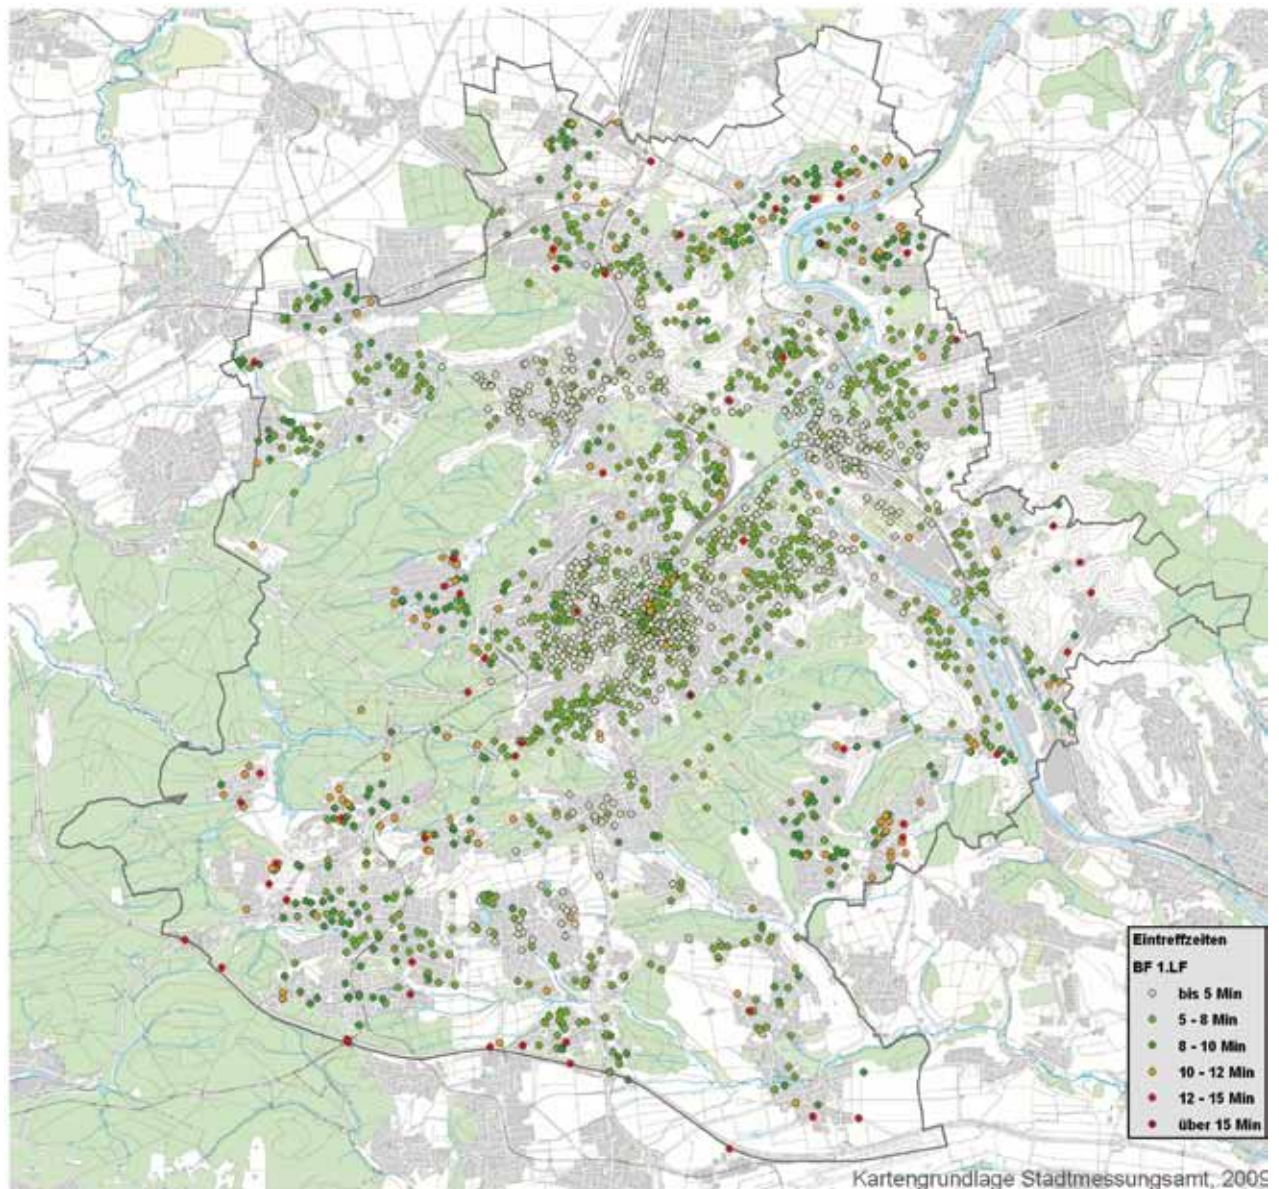 Eintreffzeiten
BF 1.LF
bis 5 Min
5 - 8 Min
8 - 10 Min
10 - 12 Min
12 - 15 Min
über 15 Min
Kartengrundlage Stadtmessungsamt, 2009